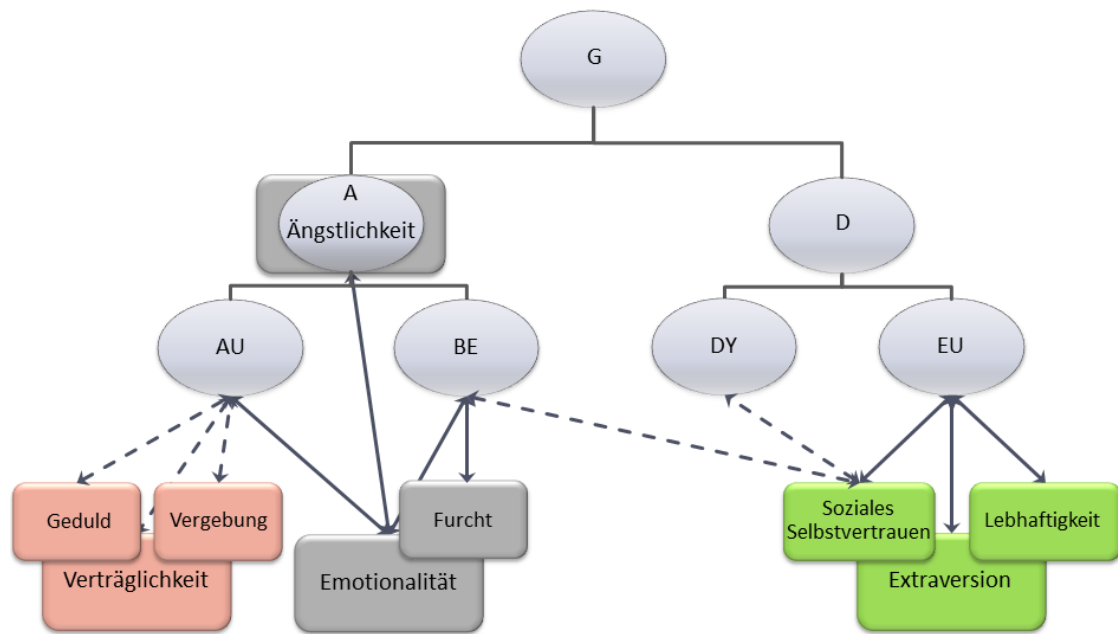 G
A
Ängstlichkeit
D
AU
BE
DY
EU
Geduld
Vergebung
Verträglichkeit
Furcht
Emotionalität
Soziales
Selbstvertrauen
Lebhaftigkeit
Extraversion